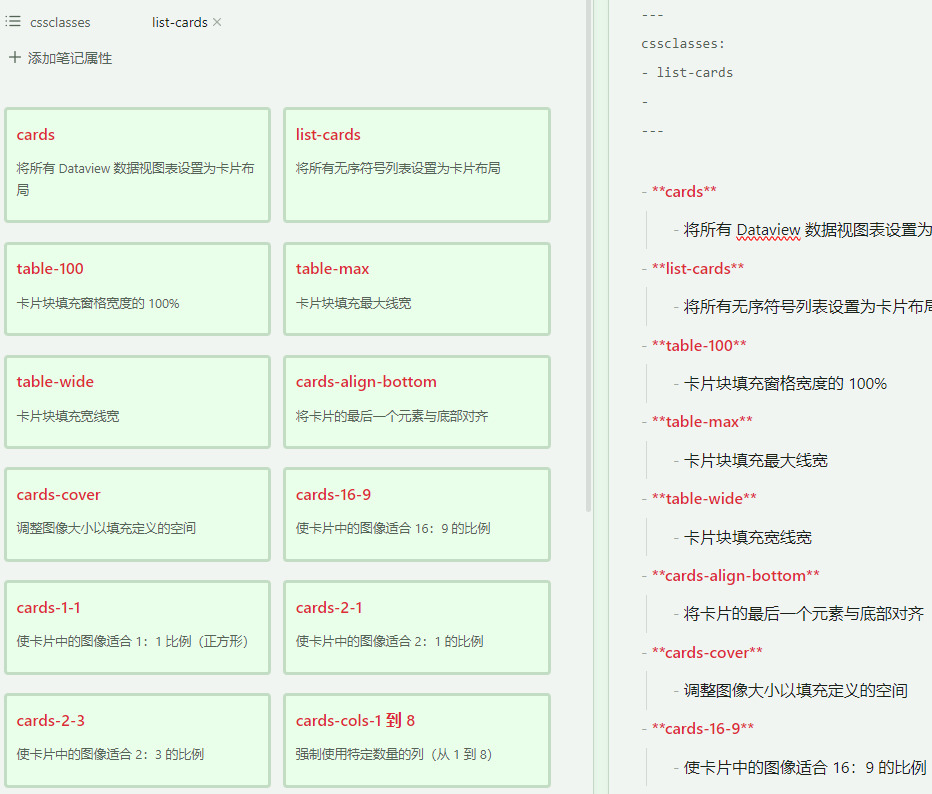 cssclasses list-cards ×
+ 添加笔记属性
cards
将所有 Dataview 数据视图表设置为卡片布
局
list-cards
将所有无序符号列表设置为卡片布局
table-100
卡片块填充窗格宽度的 100%
table-max
卡片块填充最大线宽
table-wide
卡片块填充宽线宽
cards-align-bottom
将卡片的最后一个元素与底部对齐
cards-cover
调整图像大小以填充定义的空间
cards-16-9
使卡片中的图像适合 16：9 的比例
cards-1-1
使卡片中的图像适合 1：1 比例（正方形）
cards-2-1
使卡片中的图像适合 2：1 的比例
cards-2-3
使卡片中的图像适合 2：3 的比例
cards-cols-1 到 8
强制使用特定数量的列（从 1 到 8）
---
cssclasses:
- list-cards
-
---
- **cards**
- 将所有 Dataview 数据视图表设置为
- **list-cards**
- 将所有无序符号列表设置为卡片布局
- **table-100**
- 卡片块填充窗格宽度的 100%
- **table-max**
- 卡片块填充最大线宽
- **table-wide**
- 卡片块填充宽线宽
- **cards-align-bottom**
- 将卡片的最后一个元素与底部对齐
- **cards-cover**
- 调整图像大小以填充定义的空间
- **cards-16-9**
- 使卡片中的图像适合 16：9 的比例